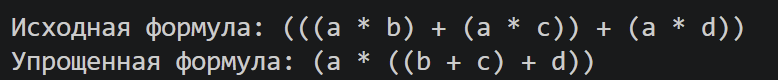 Исходная формула: (((a * b) + (a * c)) + (a * d))
Упрощенная формула: (a * ((b + c) + d))